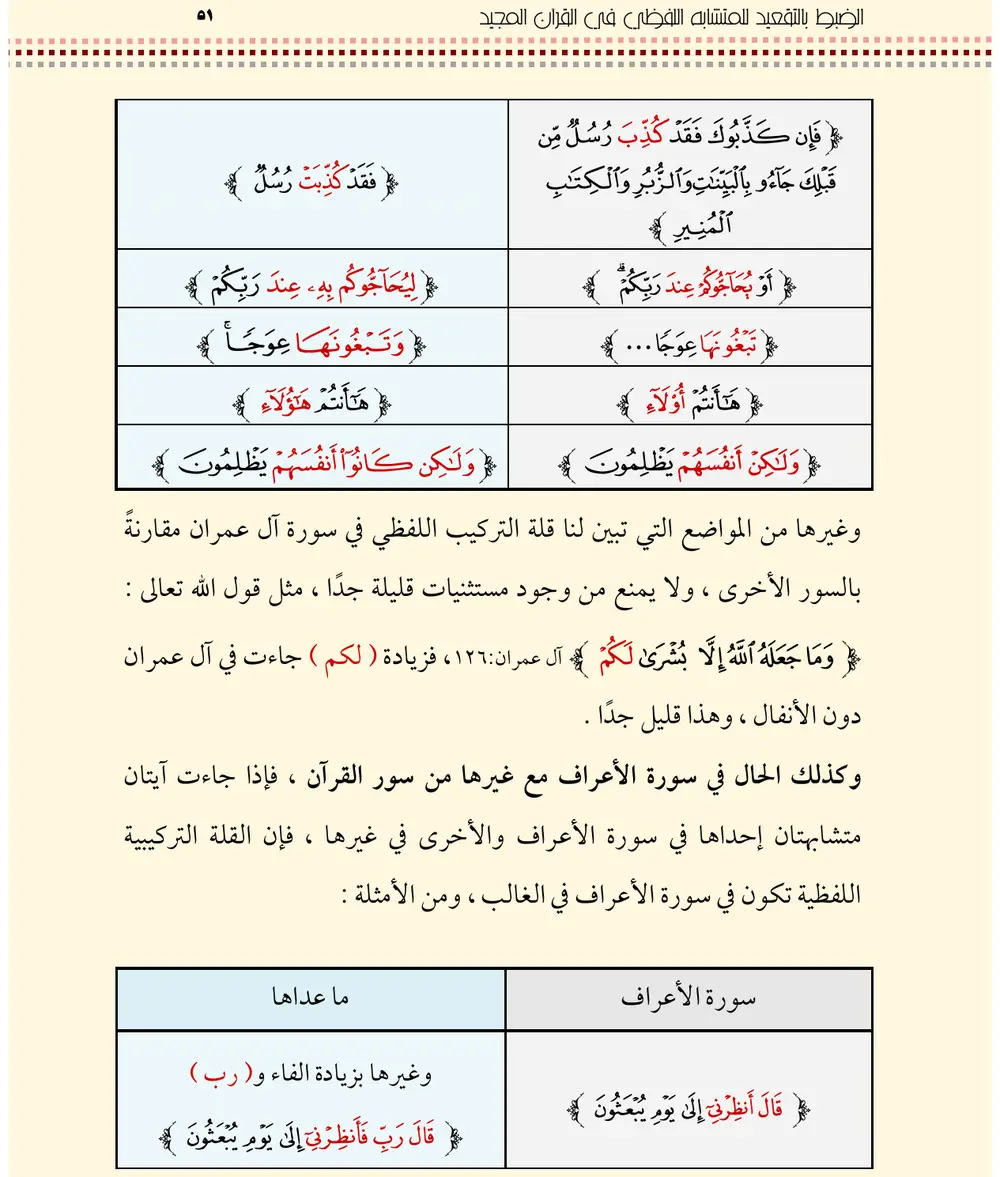 الضبط بالتقعيد للمتشابه اللفظي في القرآن المجيد ٥١
﴿ فَإِن كَذَّبُوكَ فَقَدْ كُذِّبَ رُسُلٌ مِّن
قَبْلِكَ جَآءُو بِٱلْبَيِّنَٰتِ وَٱلزُّبُرِ وَٱلْكِتَٰبِ
ٱلْمُنِيرِ ﴾
﴿ فَقَدْ كُذِّبَتْ رُسُلٌ ﴾
﴿ أَوْ يُحَآجُّوكُمْ عِندَ رَبِّكُمْ ۗ ﴾
﴿ لِيُحَآجُّوكُم بِهِۦ عِندَ رَبِّكُمْ ﴾
﴿ تَبْغُونَهَا عِوَجًا ... ﴾
﴿ وَتَبْغُونَهَا عِوَجًا ۚ ﴾
﴿ هَٰٓأَنتُمْ أُو۟لَآءِ ﴾
﴿ هَٰٓأَنتُمْ هَٰٓؤُلَآءِ ﴾
﴿ وَلَٰكِنْ أَنفُسَهُمْ يَظْلِمُونَ ﴾
﴿ وَلَٰكِن كَانُوٓا۟ أَنفُسَهُمْ يَظْلِمُونَ ﴾
وغيرها من المواضع التي تبين لنا قلة التركيب اللفظي في سورة آل عمران مقارنةً
بالسور الأخرى ، ولا يمنع من وجود مستثنيات قليلة جدًا ، مثل قول الله تعالى :
﴿ وَمَا جَعَلَهُ ٱللَّهُ إِلَّا بُشْرَىٰ لَكُمْ ﴾ آل عمران:١٢٦، فزيادة ( لكم ) جاءت في آل عمران
دون الأنفال ، وهذا قليل جدًا .
وكذلك الحال في سورة الأعراف مع غيرها من سور القرآن ، فإذا جاءت آيتان
متشابهتان إحداها في سورة الأعراف والأخرى في غيرها ، فإن القلة التركيبية
اللفظية تكون في سورة الأعراف في الغالب ، ومن الأمثلة :
سورة الأعراف
ما عداها
﴿ قَالَ أَنظِرْنِىٓ إِلَىٰ يَوْمِ يُبْعَثُونَ ﴾
وغيرها بزيادة الفاء و( رب )
﴿ قَالَ رَبِّ فَأَنظِرْنِىٓ إِلَىٰ يَوْمِ يُبْعَثُونَ ﴾